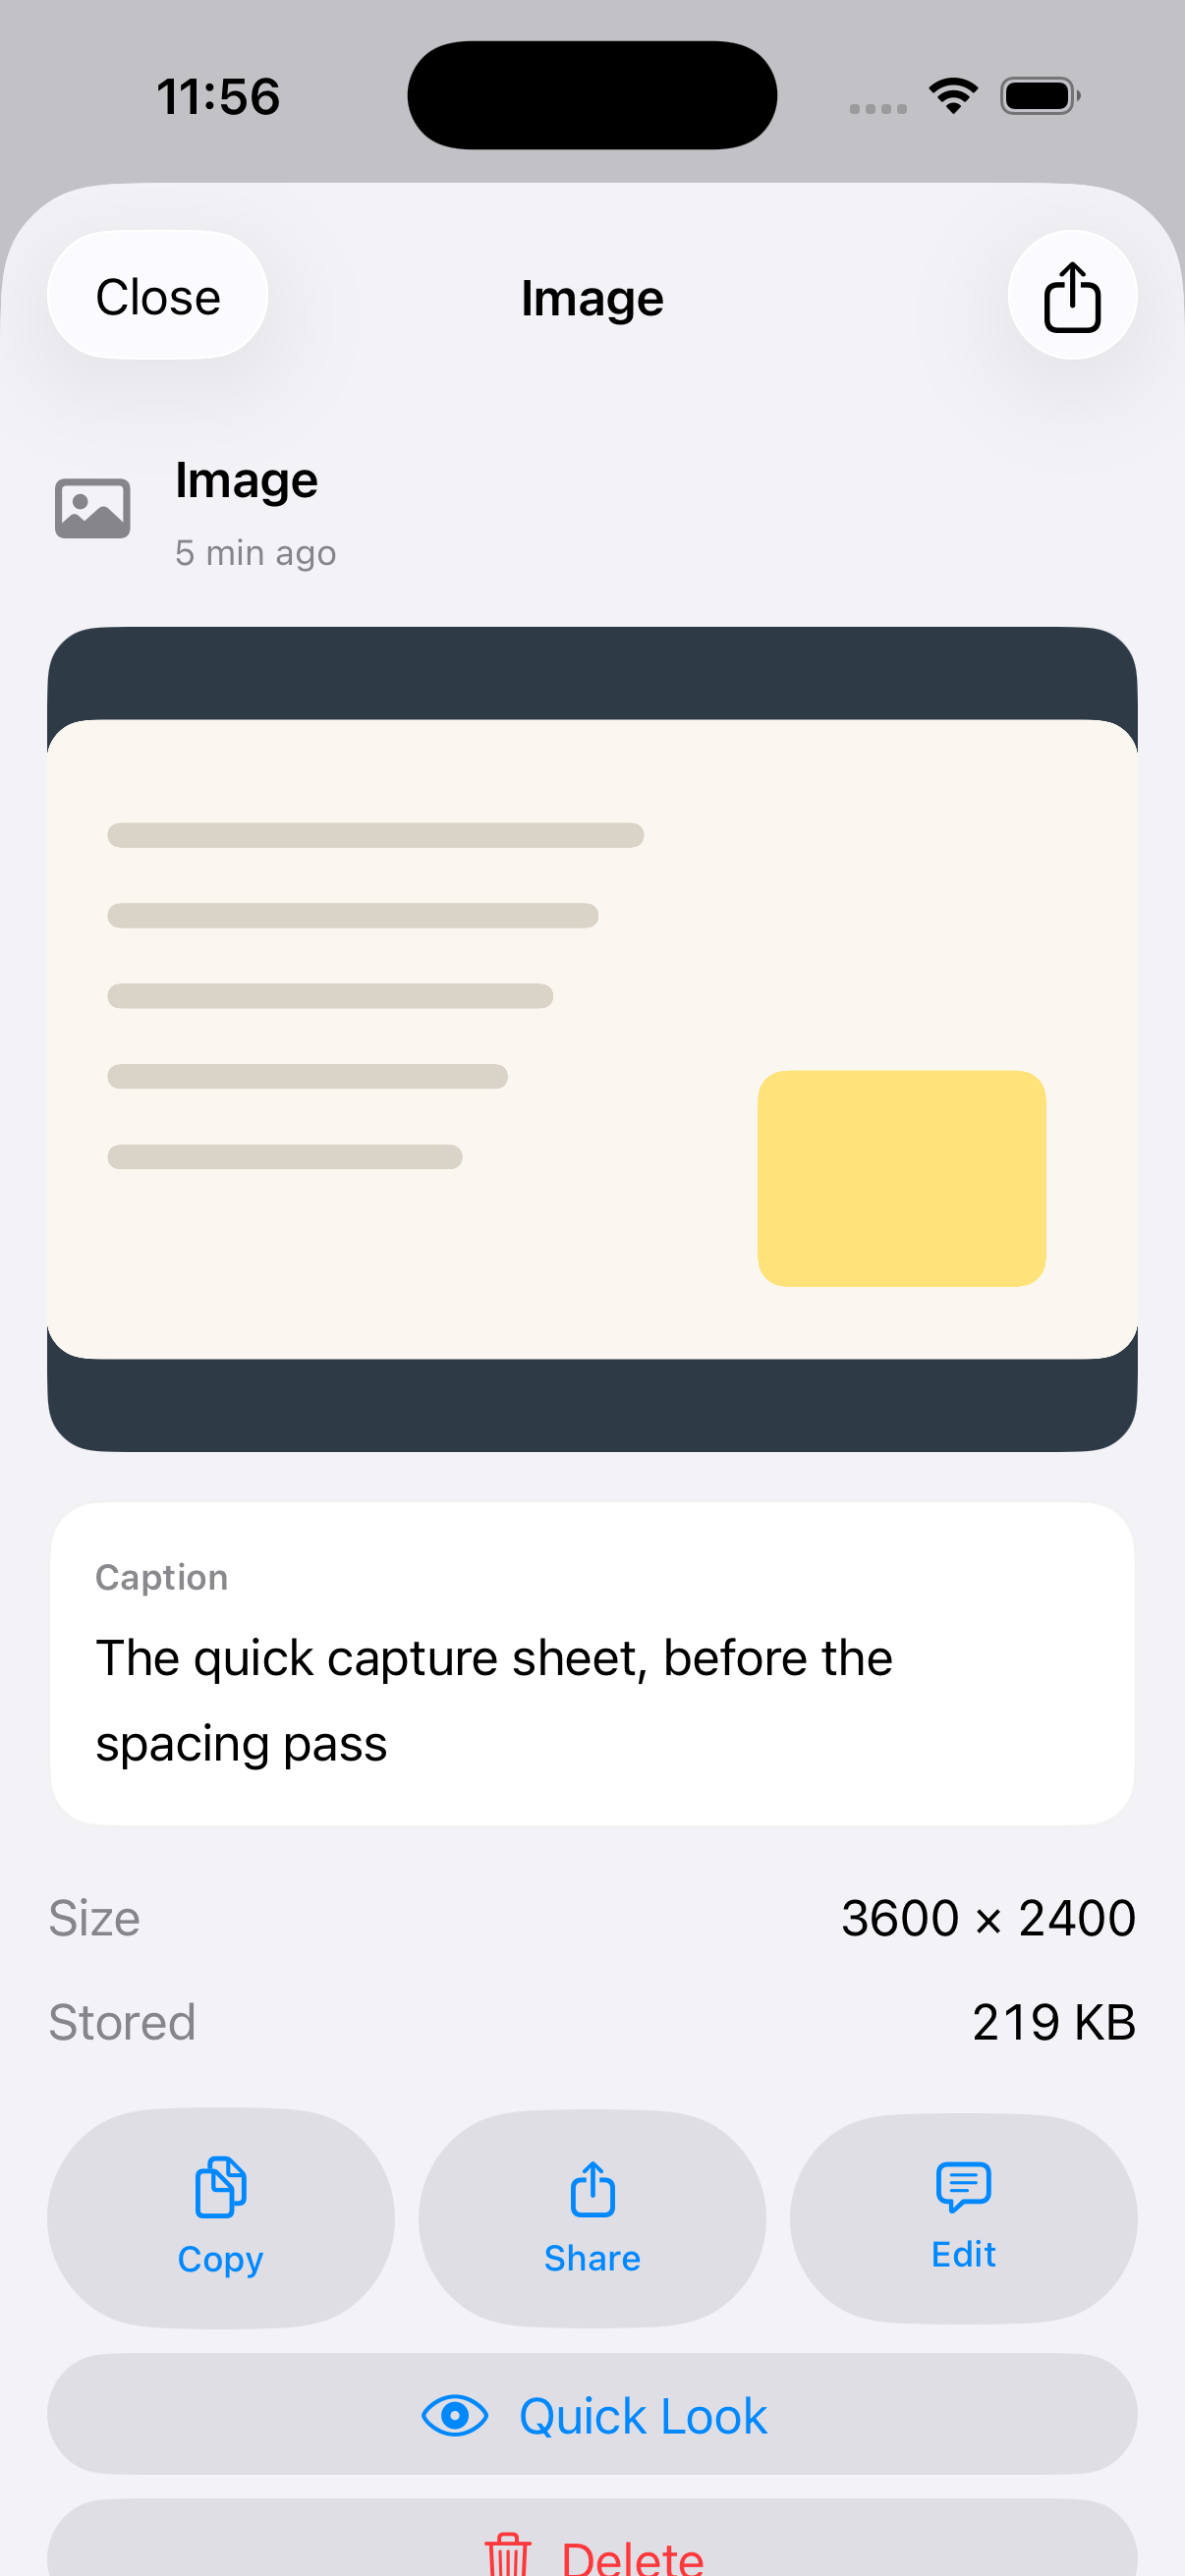 11:56
Close
Image
Image
5 min ago
Caption
The quick capture sheet, before the
spacing pass
Size
3600 × 2400
Stored
219 KB
Copy
Share
Edit
Quick Look
Delete